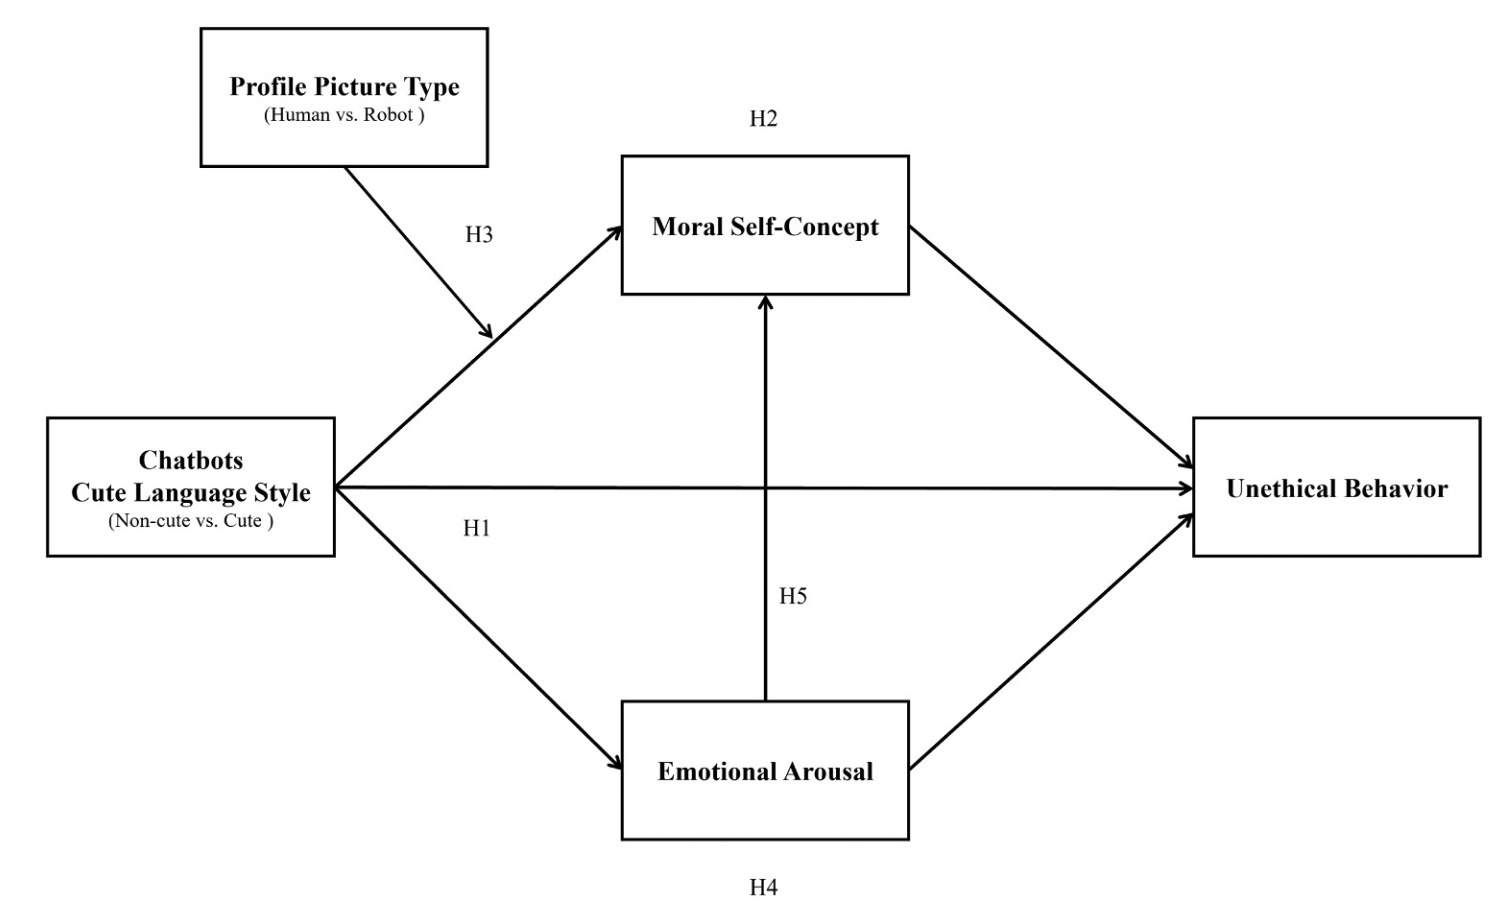 Profile Picture Type
(Human vs. Robot )
H2
H3
Moral Self-Concept
Chatbots
Cute Language Style
(Non-cute vs. Cute )
H1
Unethical Behavior
H5
Emotional Arousal
H4